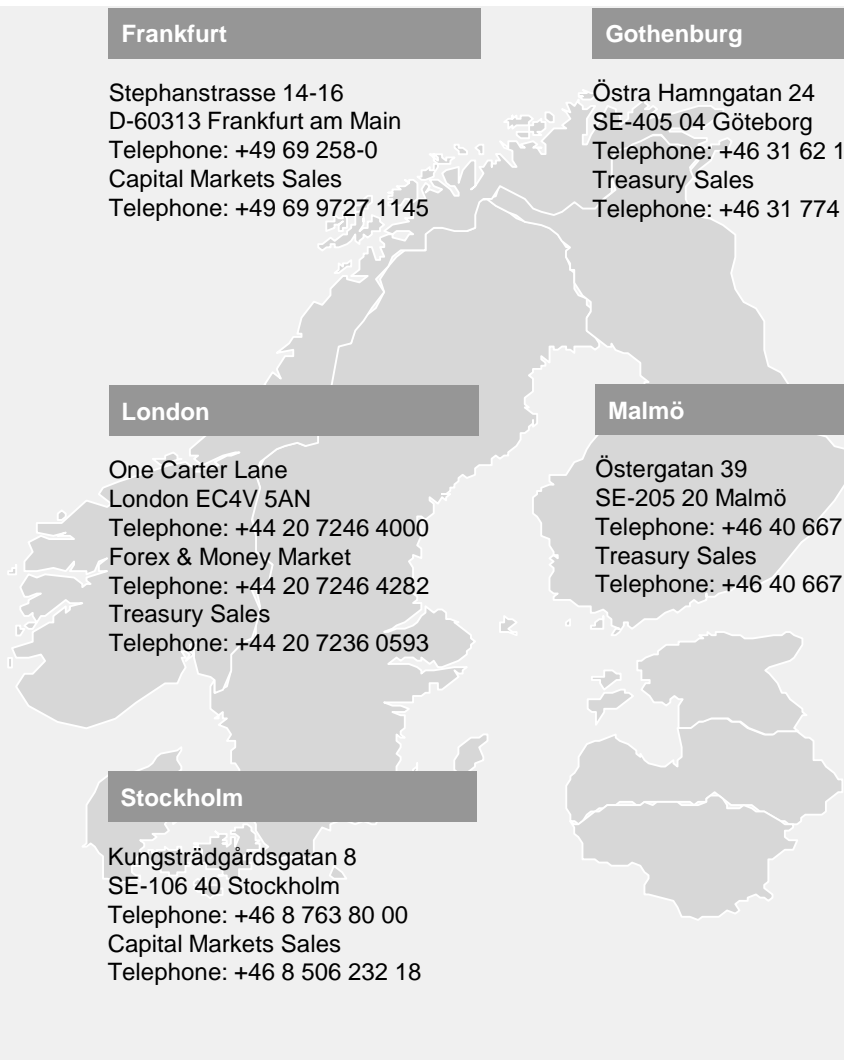 Frankfurt
Stephanstrasse 14-16
D-60313 Frankfurt am Main
Telephone: +49 69 258-0
Capital Markets Sales
Telephone: +49 69 9727 1145
Gothenburg
Östra Hamngatan 24
SE-405 04 Göteborg
Telephone: +46 31 62 1
Treasury Sales
Telephone: +46 31 774
London
One Carter Lane
London EC4V 5AN
Telephone: +44 20 7246 4000
Forex & Money Market
Telephone: +44 20 7246 4282
Treasury Sales
Telephone: +44 20 7236 0593
Malmö
Östergatan 39
SE-205 20 Malmö
Telephone: +46 40 667
Treasury Sales
Telephone: +46 40 667
Stockholm
Kungsträdgårdsgatan 8
SE-106 40 Stockholm
Telephone: +46 8 763 80 00
Capital Markets Sales
Telephone: +46 8 506 232 18